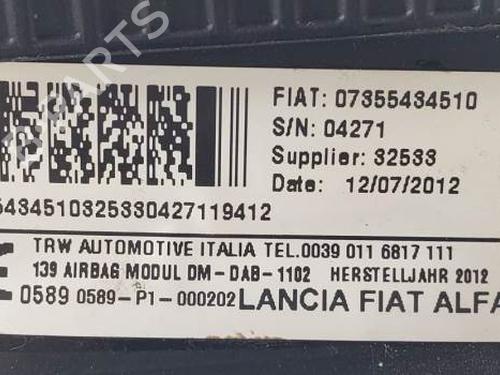 FIAT: 07355434510
S/N: 04271
Supplier: 32533
Date: 12/07/2012
5434510325330427119412
TRW AUTOMOTIVE ITALIA TEL.0039 011 6817 111
139 AIRBAG MODUL DM-DAB-1102 HERSTELLJAHR 2012
0589 0589-P1-000202 LANCIA FIAT ALFA